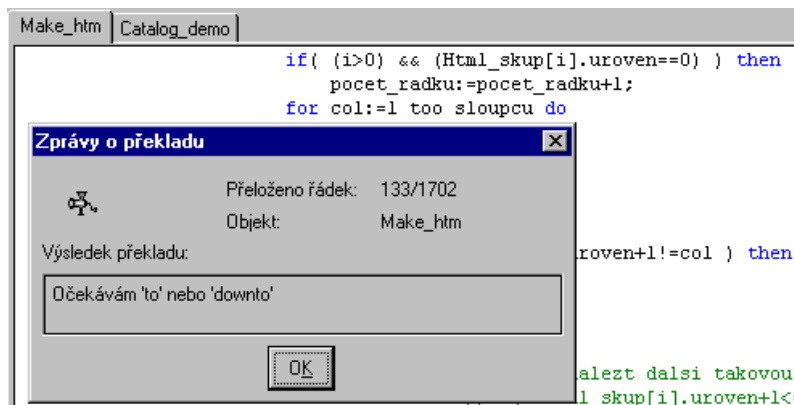 Make_htm Catalog_demo
if( (i>0) && (Html_skup[i].uroven==0) ) then
pocet_radku:=pocet_radku+1;
for col:=1 too sloupcu do
Zprávy o překladu
Přeloženo řádek: 133/1702
Objekt: Make_htm
Výsledek překladu:
roven+1!=col ) then
Očekávám 'to' nebo 'downto'
OK
alezt dalsi takovou
skup[i].uroven+1<